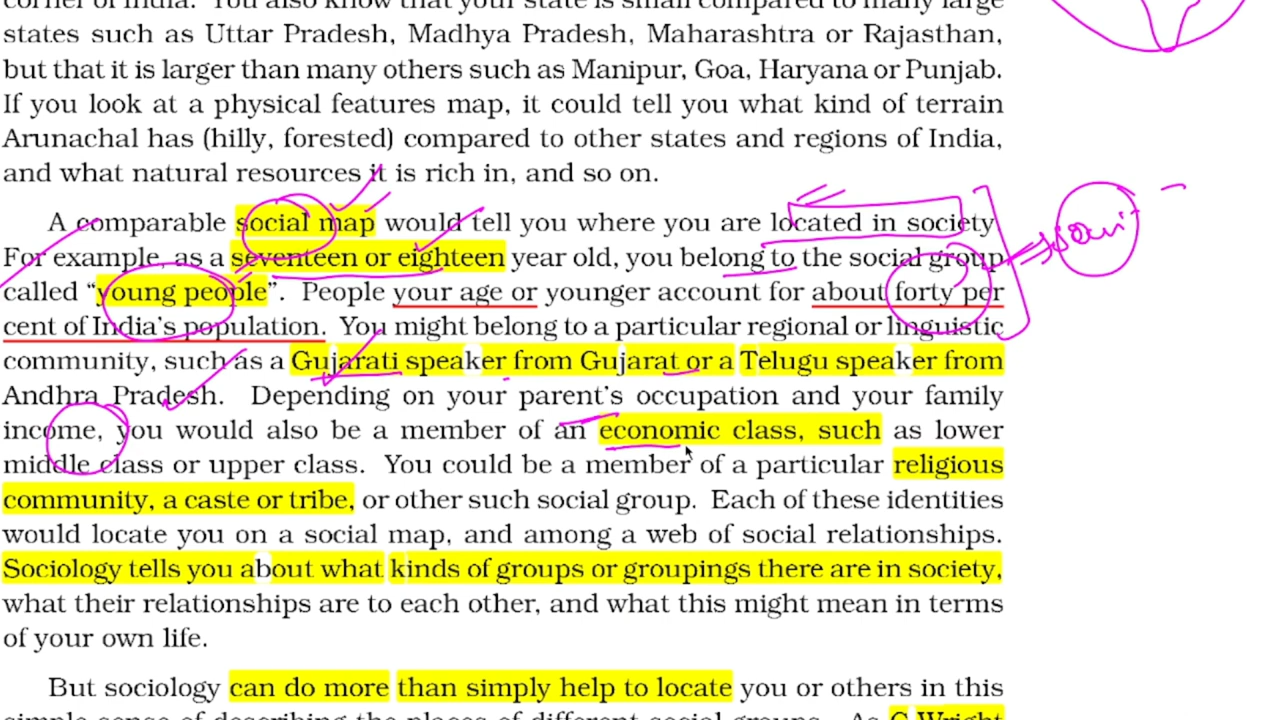 corner of India. You also know that your state is small compared to many large
states such as Uttar Pradesh, Madhya Pradesh, Maharashtra or Rajasthan,
but that it is larger than many others such as Manipur, Goa, Haryana or Punjab.
If you look at a physical features map, it could tell you what kind of terrain
Arunachal has (hilly, forested) compared to other states and regions of India,
and what natural resources it is rich in, and so on.
A comparable social map would tell you where you are located in society.
For example, as a seventeen or eighteen year old, you belong to the social group
called “young people”. People your age or younger account for about forty per
cent of India’s population. You might belong to a particular regional or linguistic
community, such as a Gujarati speaker from Gujarat or a Telugu speaker from
Andhra Pradesh. Depending on your parent’s occupation and your family
income, you would also be a member of an economic class, such as lower
middle class or upper class. You could be a member of a particular religious
community, a caste or tribe, or other such social group. Each of these identities
would locate you on a social map, and among a web of social relationships.
Sociology tells you about what kinds of groups or groupings there are in society,
what their relationships are to each other, and what this might mean in terms
of your own life.
But sociology can do more than simply help to locate you or others in this
simple sense of describing the places of different social groups. As C Wright